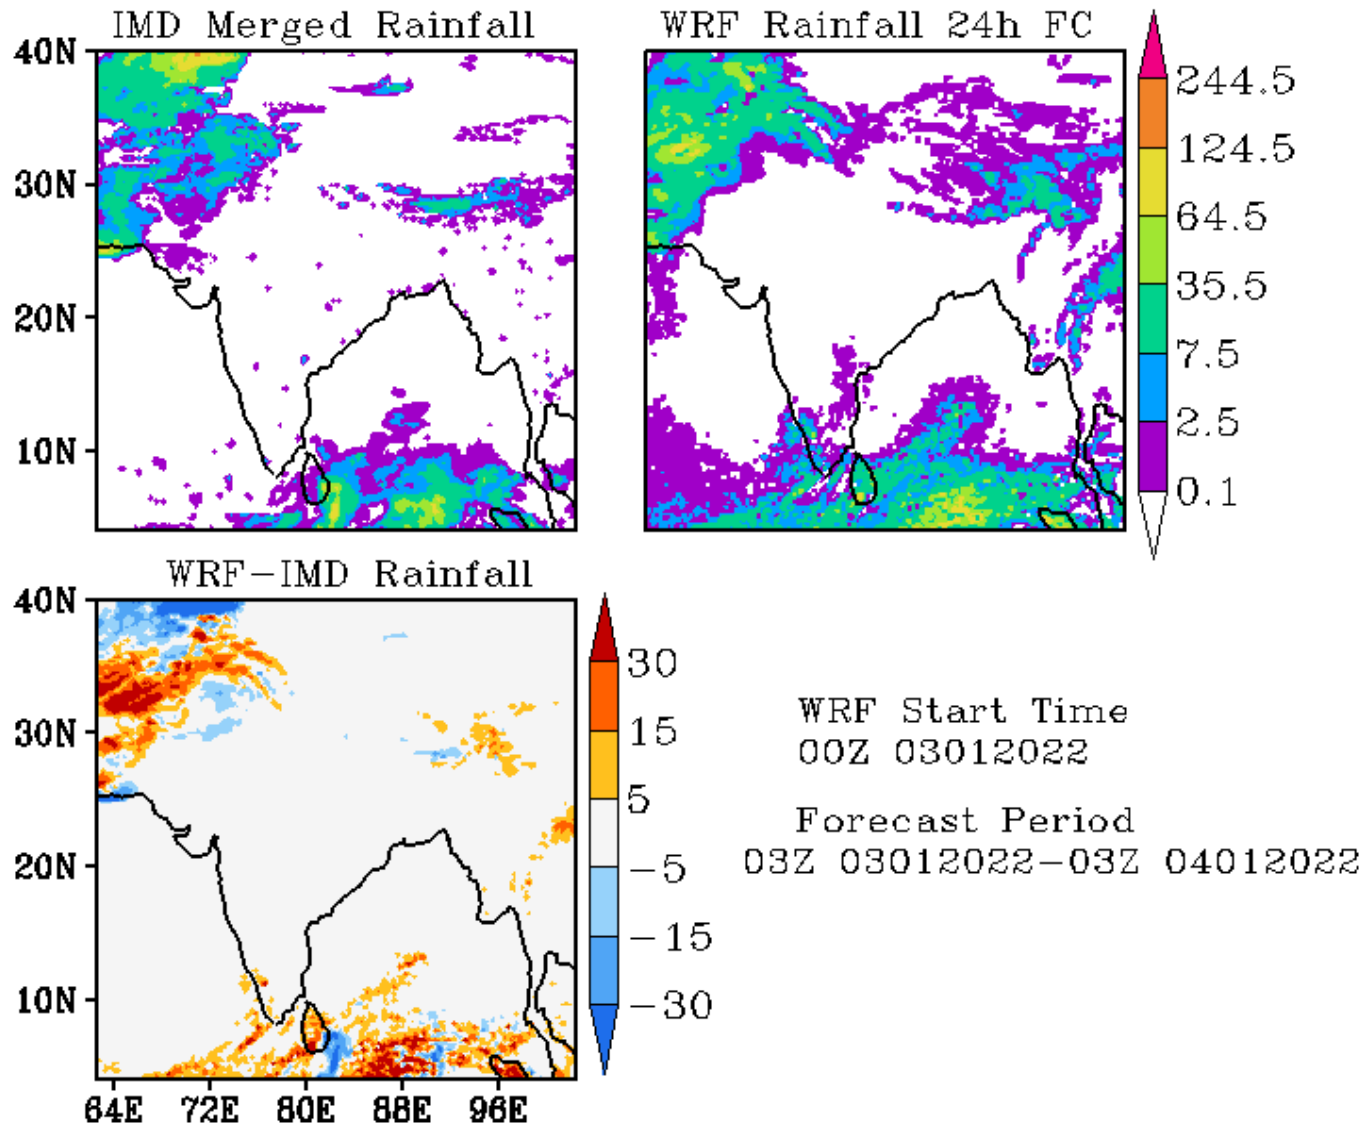 IMD Merged Rainfall
WRF Rainfall 24h FC
40N
30N
20N
10N
244.5
124.5
64.5
35.5
7.5
2.5
0.1
WRF-IMD Rainfall
40N
30N
20N
10N
64E 72E 80E 88E 96E
30
15
5
-5
-15
-30
WRF Start Time
00Z 03012022
Forecast Period
03Z 03012022-03Z 04012022